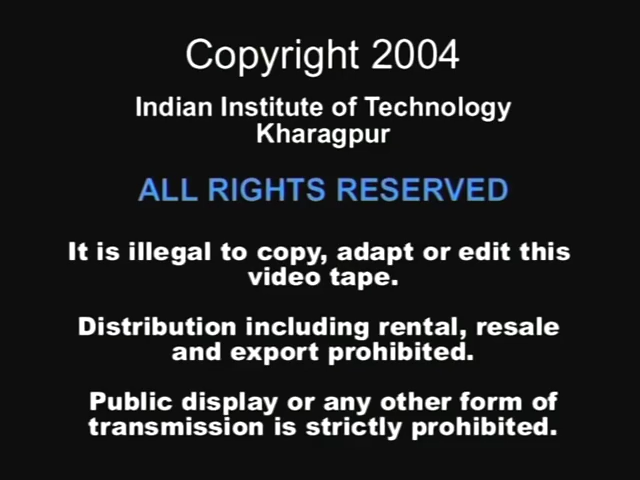 Copyright 2004
Indian Institute of Technology
Kharagpur
ALL RIGHTS RESERVED
It is illegal to copy, adapt or edit this
video tape.
Distribution including rental, resale
and export prohibited.
Public display or any other form of
transmission is strictly prohibited.